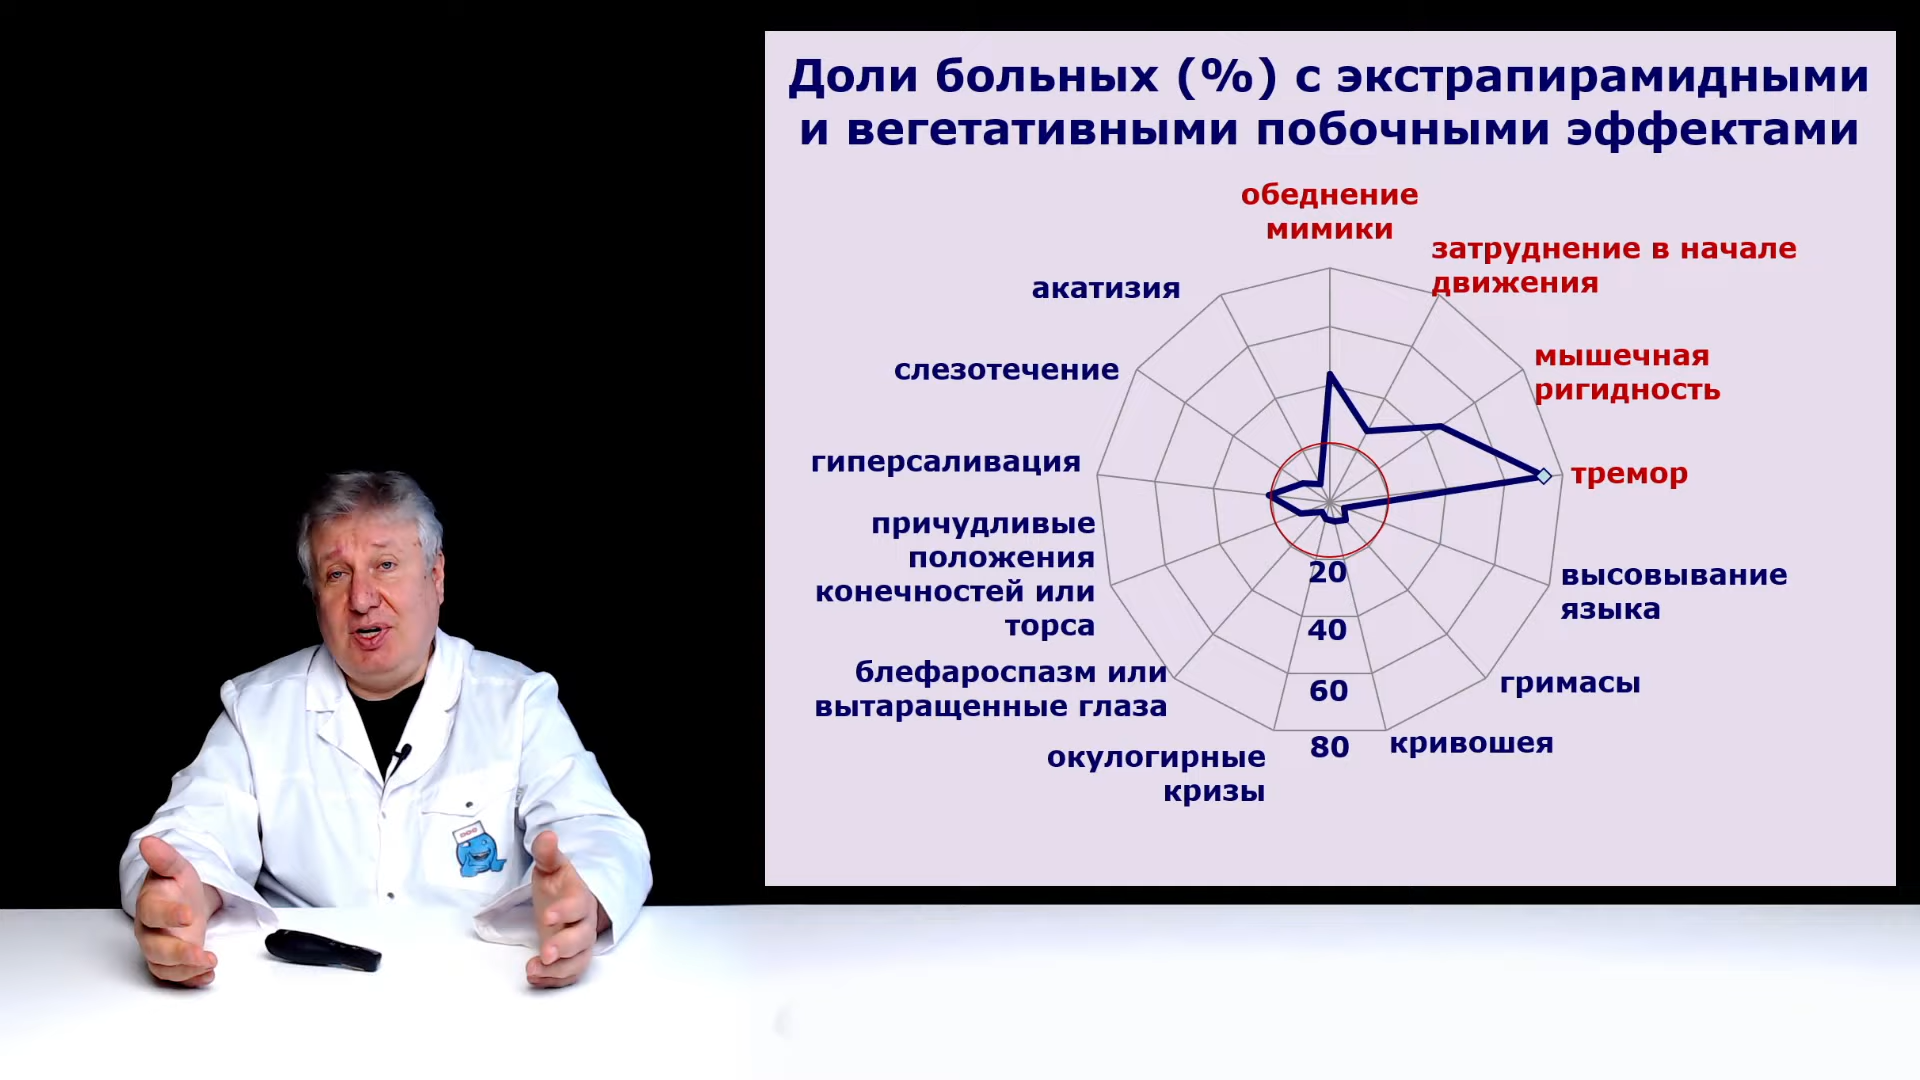 Доли больных (%) с экстрапирамидными
и вегетативными побочными эффектами
обеднение
мимики
затруднение в начале
движения
мышечная
ригидность
тремор
высовывание
языка
гримасы
кривошея
окулогирные
кризы
блефароспазм или
вытаращенные глаза
причудливые
положения
конечностей или
торса
гиперсаливация
слезотечение
акатизия
20
40
60
80